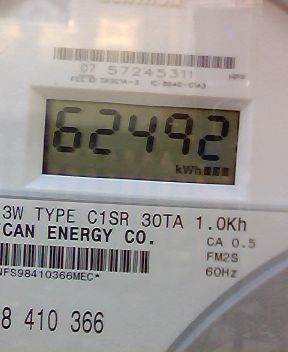 07 57245311
62492
kWh
3W TYPE C1SR 30TA 1.0Kh
CAN ENERGY CO.
CA 0.5
FM2S
60Hz
NFS98410366MEC*
8 410 366